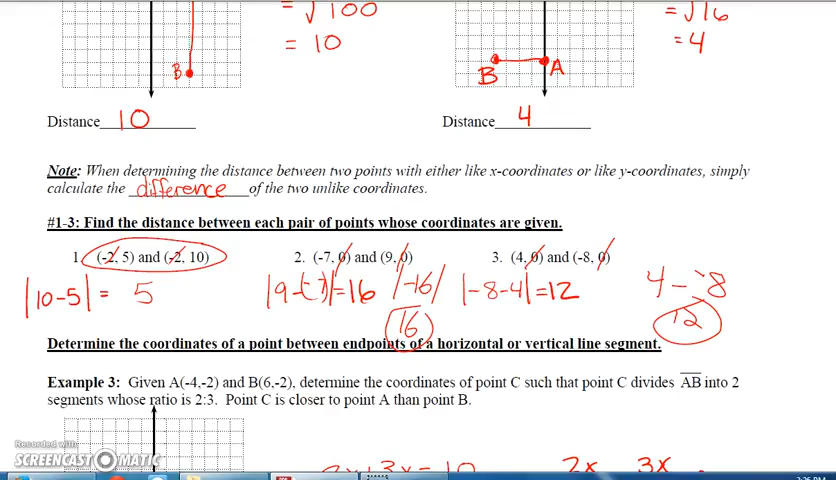 = √100
= √16
= 10
= 4
B
B A
Distance 10
Distance 4
Note: When determining the distance between two points with either like x-coordinates or like y-coordinates, simply
calculate the difference of the two unlike coordinates.
#1-3: Find the distance between each pair of points whose coordinates are given.
1. (-2, 5) and (-2, 10) 2. (-7, 0) and (9, 0) 3. (4, 0) and (-8, 0)
|10-5| = 5 |9-(-7)|=16 |-16| |-8-4|=12 4 - -8
16 12
Determine the coordinates of a point between endpoints of a horizontal or vertical line segment.
Example 3: Given A(-4,-2) and B(6,-2), determine the coordinates of point C such that point C divides AB into 2
segments whose ratio is 2:3. Point C is closer to point A than point B.
Recorded with
SCREENCAST-O-MATIC
2x+3x=10 2x 3x